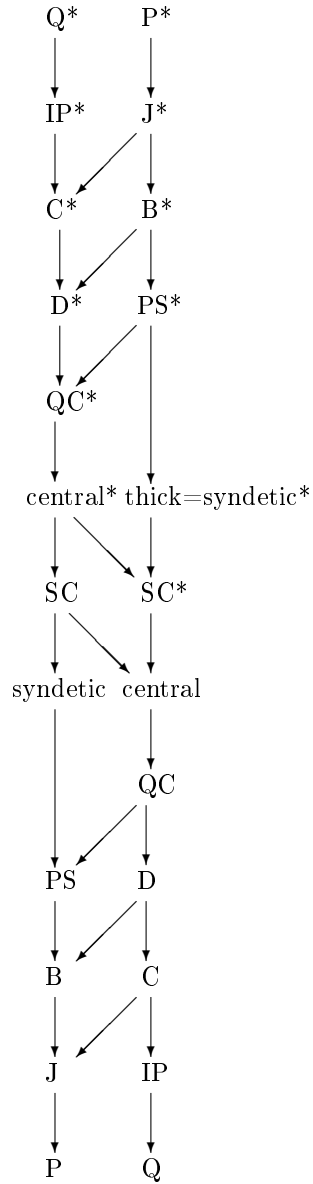 Q* P*
IP* J*
C* B*
D* PS*
QC*
central* thick=syndetic*
SC SC*
syndetic central
QC
PS D
B C
J IP
P Q